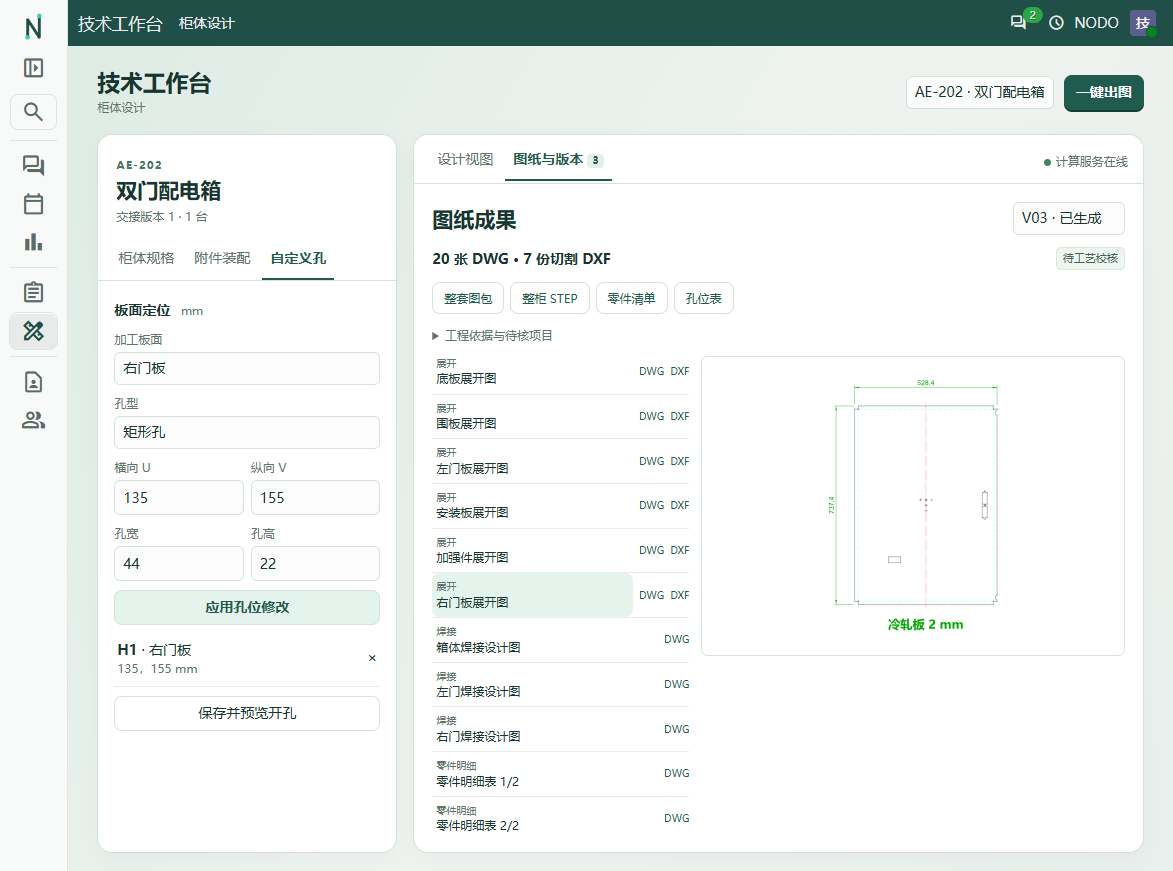 技术工作台
柜体设计
2
NODO
技
技术工作台
柜体设计
AE-202 · 双门配电箱
一键出图
AE-202
双门配电箱
交接版本 1 · 1 台
柜体规格
附件装配
自定义孔
板面定位 mm
加工板面
右门板
孔型
矩形孔
横向 U
纵向 V
135
155
孔宽
孔高
44
22
应用孔位修改
H1 · 右门板
135，155 mm
×
保存并预览开孔
设计视图
图纸与版本 3
计算服务在线
图纸成果
V03 · 已生成
20 张 DWG • 7 份切割 DXF
待工艺校核
整套图包
整柜 STEP
零件清单
孔位表
工程依据与待核项目
展开
底板展开图
DWG DXF
展开
围板展开图
DWG DXF
展开
左门板展开图
DWG DXF
展开
安装板展开图
DWG DXF
展开
加强件展开图
DWG DXF
展开
右门板展开图
DWG DXF
焊接
箱体焊接设计图
DWG
焊接
左门焊接设计图
DWG
焊接
右门焊接设计图
DWG
零件明细
零件明细表 1/2
DWG
零件明细
零件明细表 2/2
DWG
528.4
737.4
冷轧板 2 mm